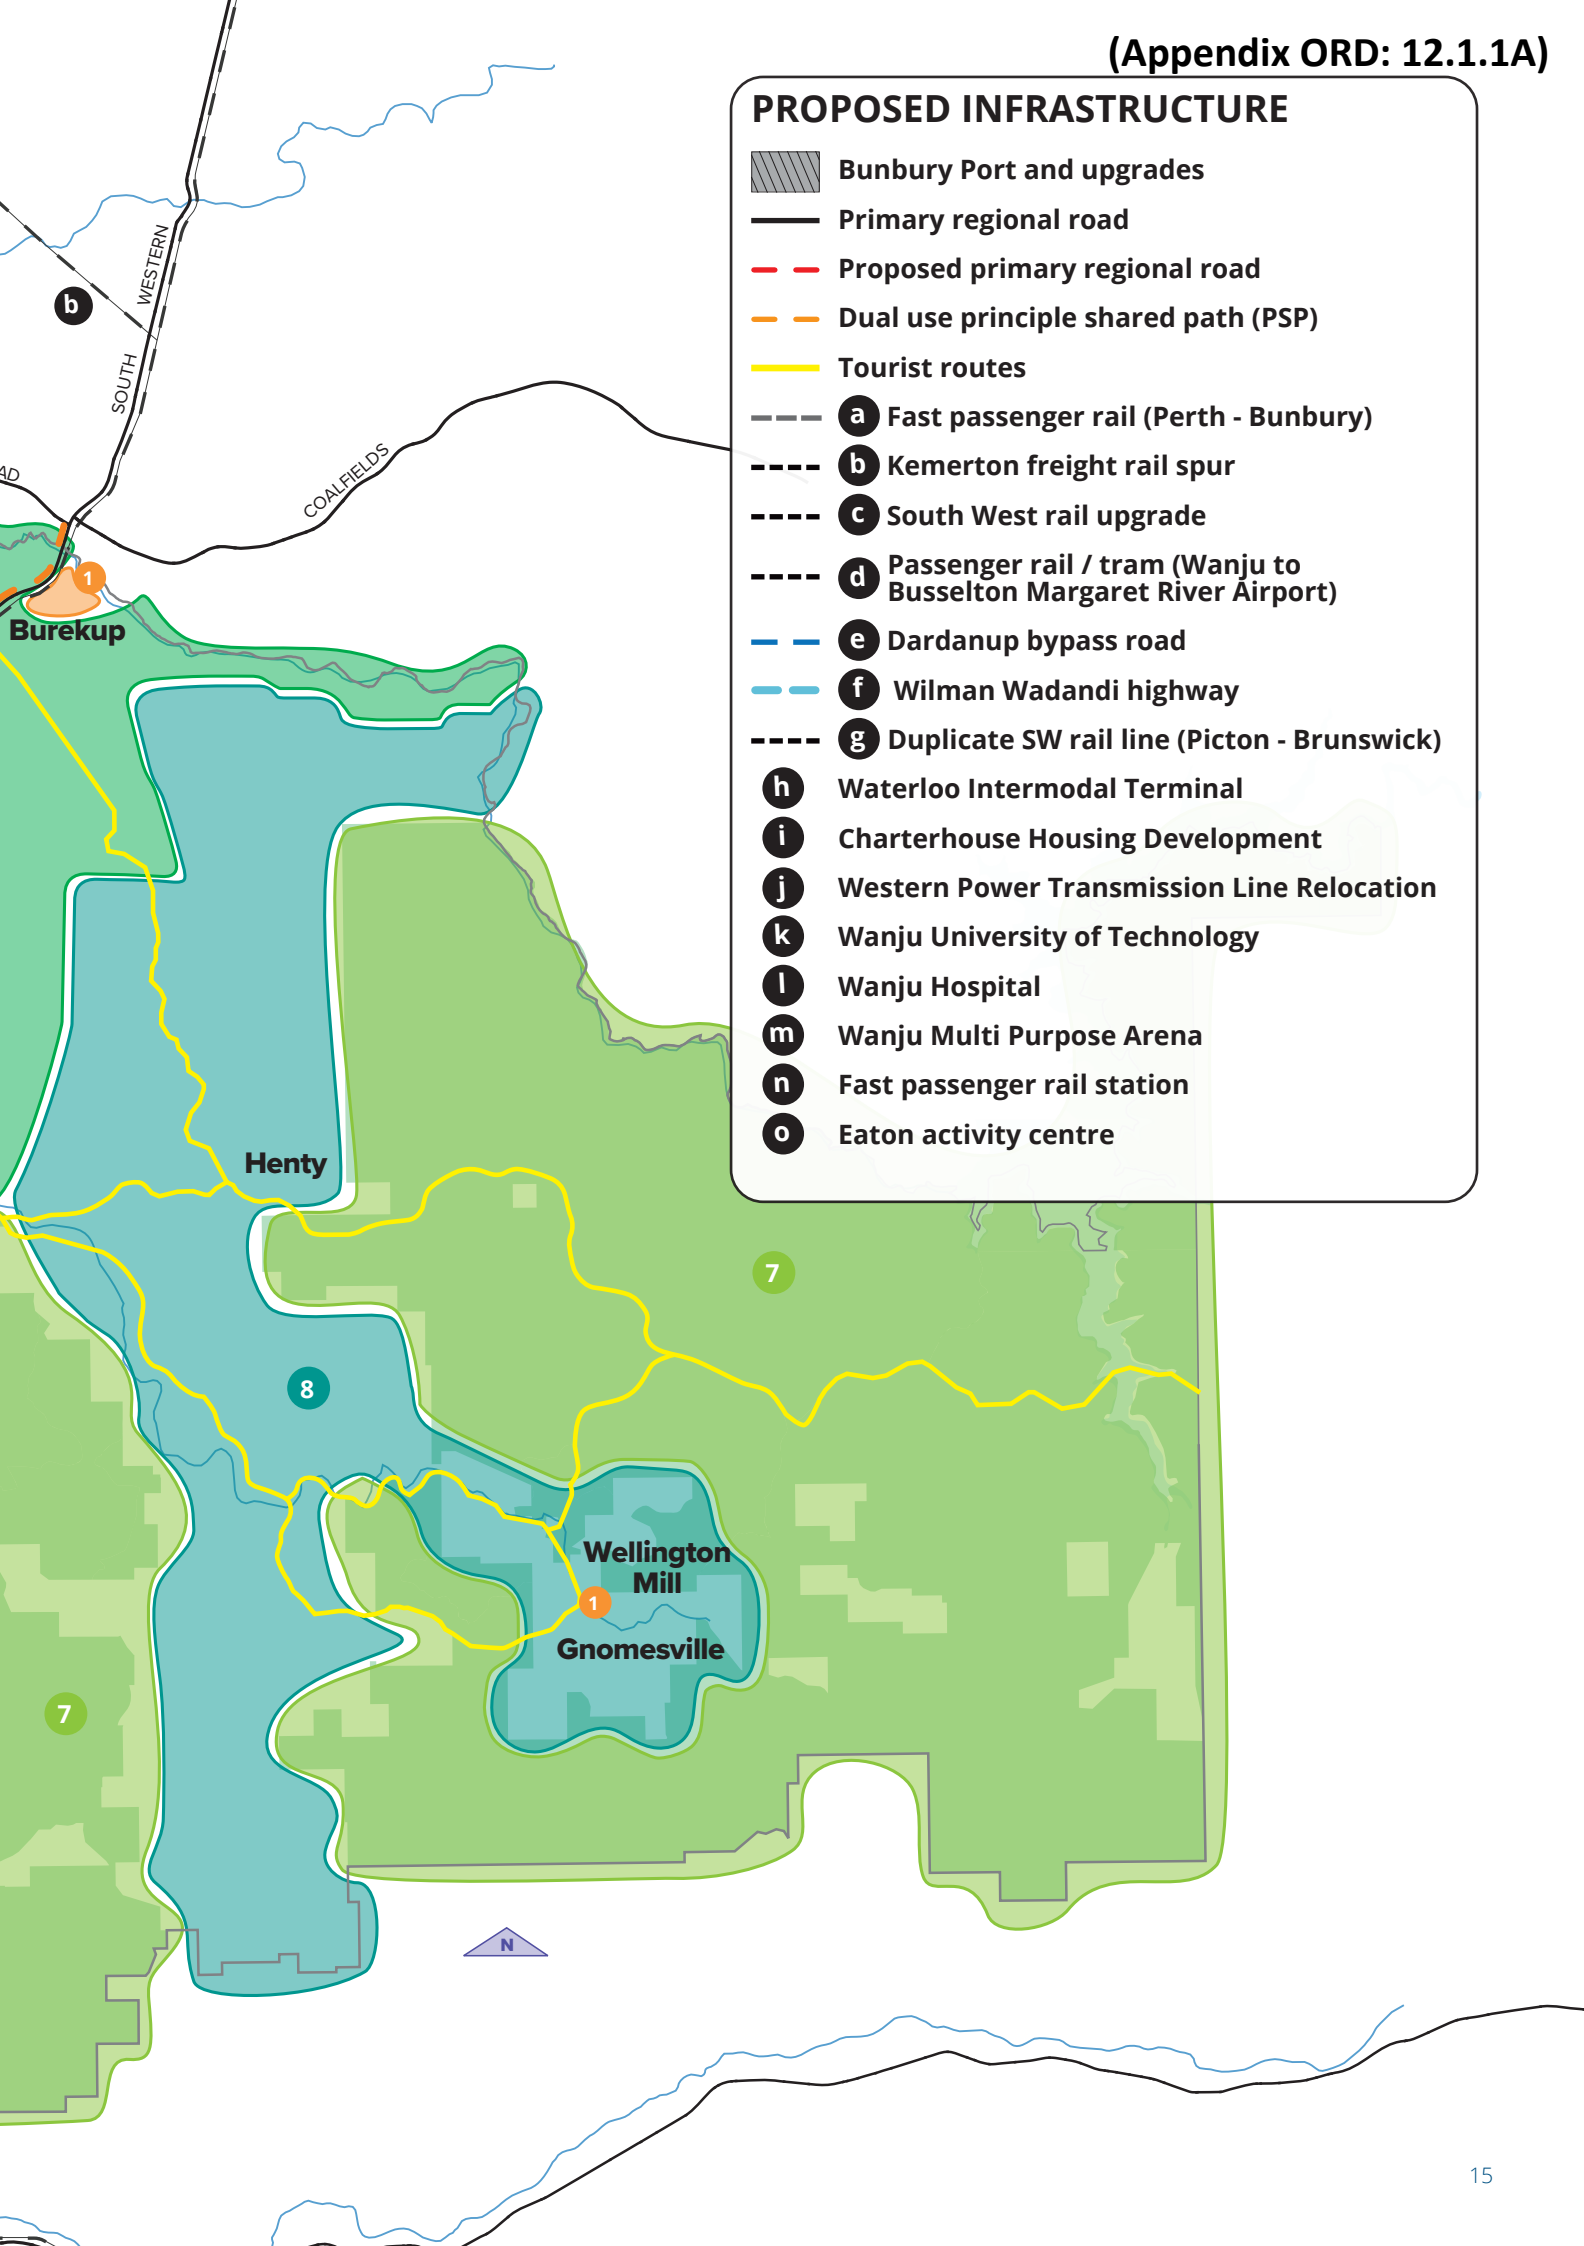 (Appendix ORD: 12.1.1A)
PROPOSED INFRASTRUCTURE
Bunbury Port and upgrades
Primary regional road
Proposed primary regional road
Dual use principle shared path (PSP)
Tourist routes
a Fast passenger rail (Perth - Bunbury)
b Kemerton freight rail spur
c South West rail upgrade
d Passenger rail / tram (Wanju to
Busselton Margaret River Airport)
e Dardanup bypass road
f Wilman Wadandi highway
g Duplicate SW rail line (Picton - Brunswick)
h Waterloo Intermodal Terminal
i Charterhouse Housing Development
j Western Power Transmission Line Relocation
k Wanju University of Technology
l Wanju Hospital
m Wanju Multi Purpose Arena
n Fast passenger rail station
o Eaton activity centre
WESTERN
b
SOUTH
COALFIELDS
AD
1
Burekup
Henty
7
8
Wellington
Mill
1
Gnomesville
7
N
15